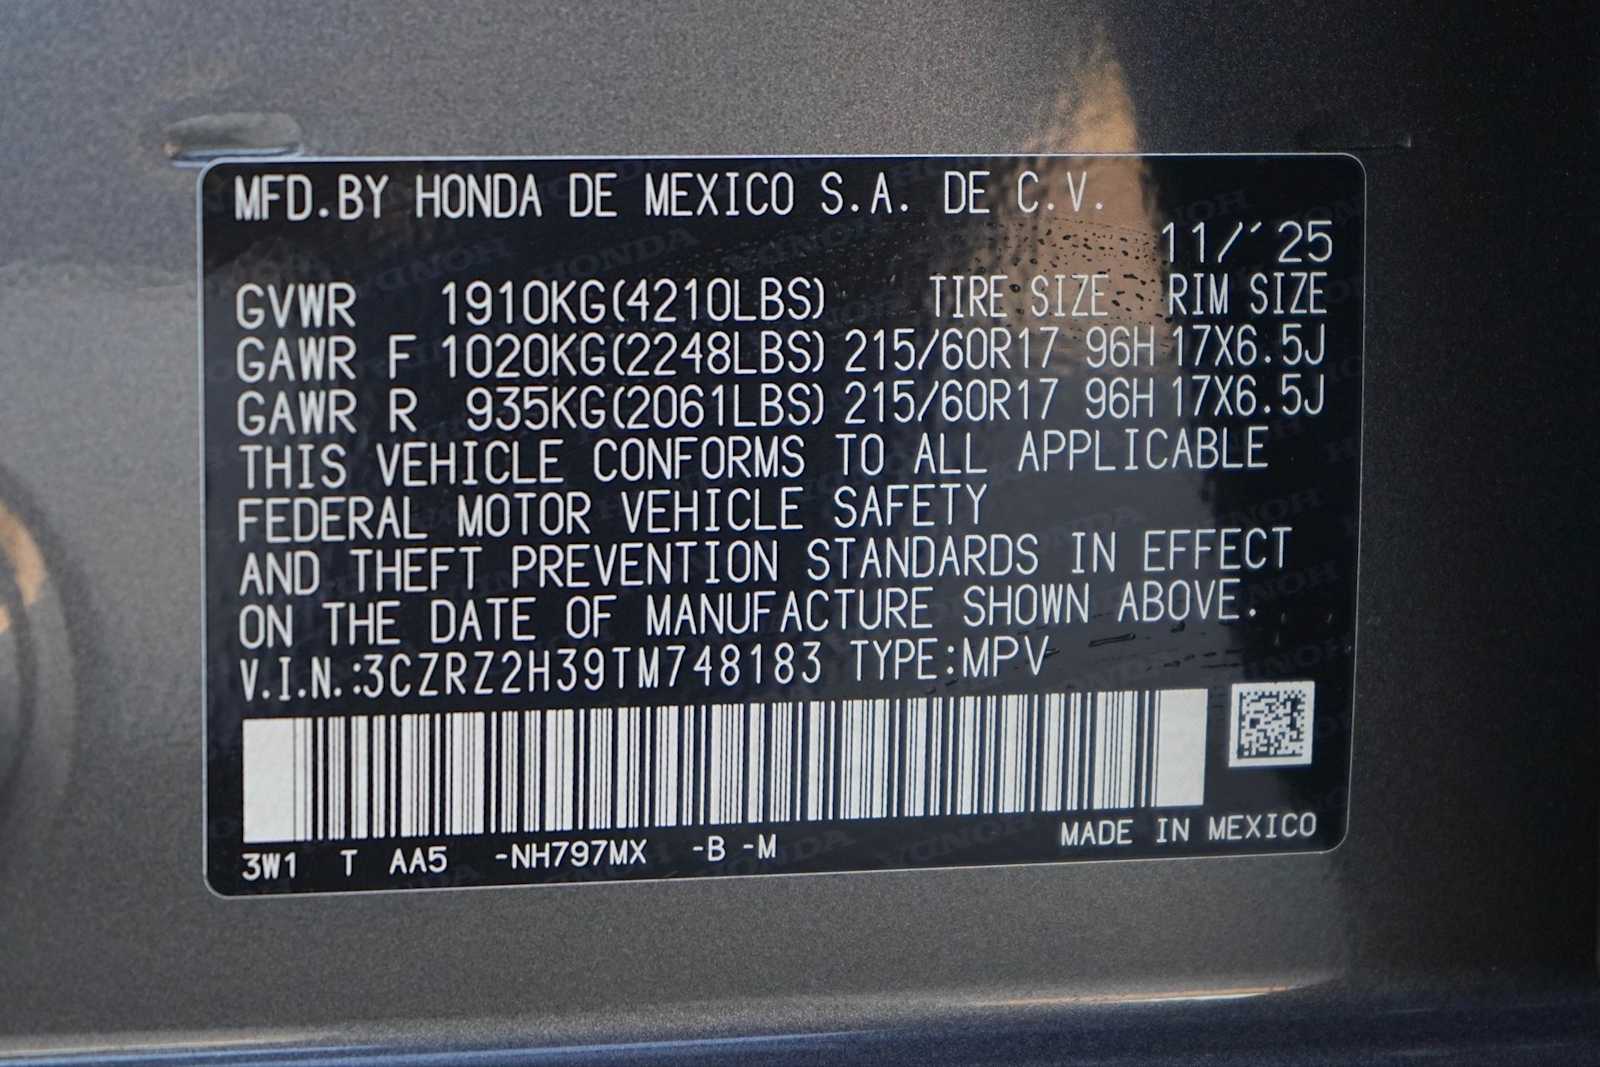 MFD.BY HONDA DE MEXICO S.A. DE C.V.
11/´25
GVWR 1910KG(4210LBS) TIRE SIZE RIM SIZE
GAWR F 1020KG(2248LBS) 215/60R17 96H 17X6.5J
GAWR R 935KG(2061LBS) 215/60R17 96H 17X6.5J
THIS VEHICLE CONFORMS TO ALL APPLICABLE
FEDERAL MOTOR VEHICLE SAFETY
AND THEFT PREVENTION STANDARDS IN EFFECT
ON THE DATE OF MANUFACTURE SHOWN ABOVE.
V.I.N.:3CZRZ2H39TM748183 TYPE:MPV
3W1 T AA5 -NH797MX -B -M MADE IN MEXICO